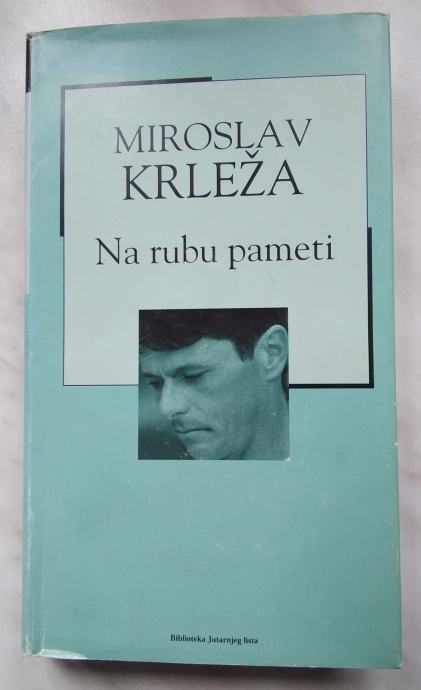 MIROSLAV
KRLEŽA
Na rubu pameti
Biblioteka Jutarnjeg lista